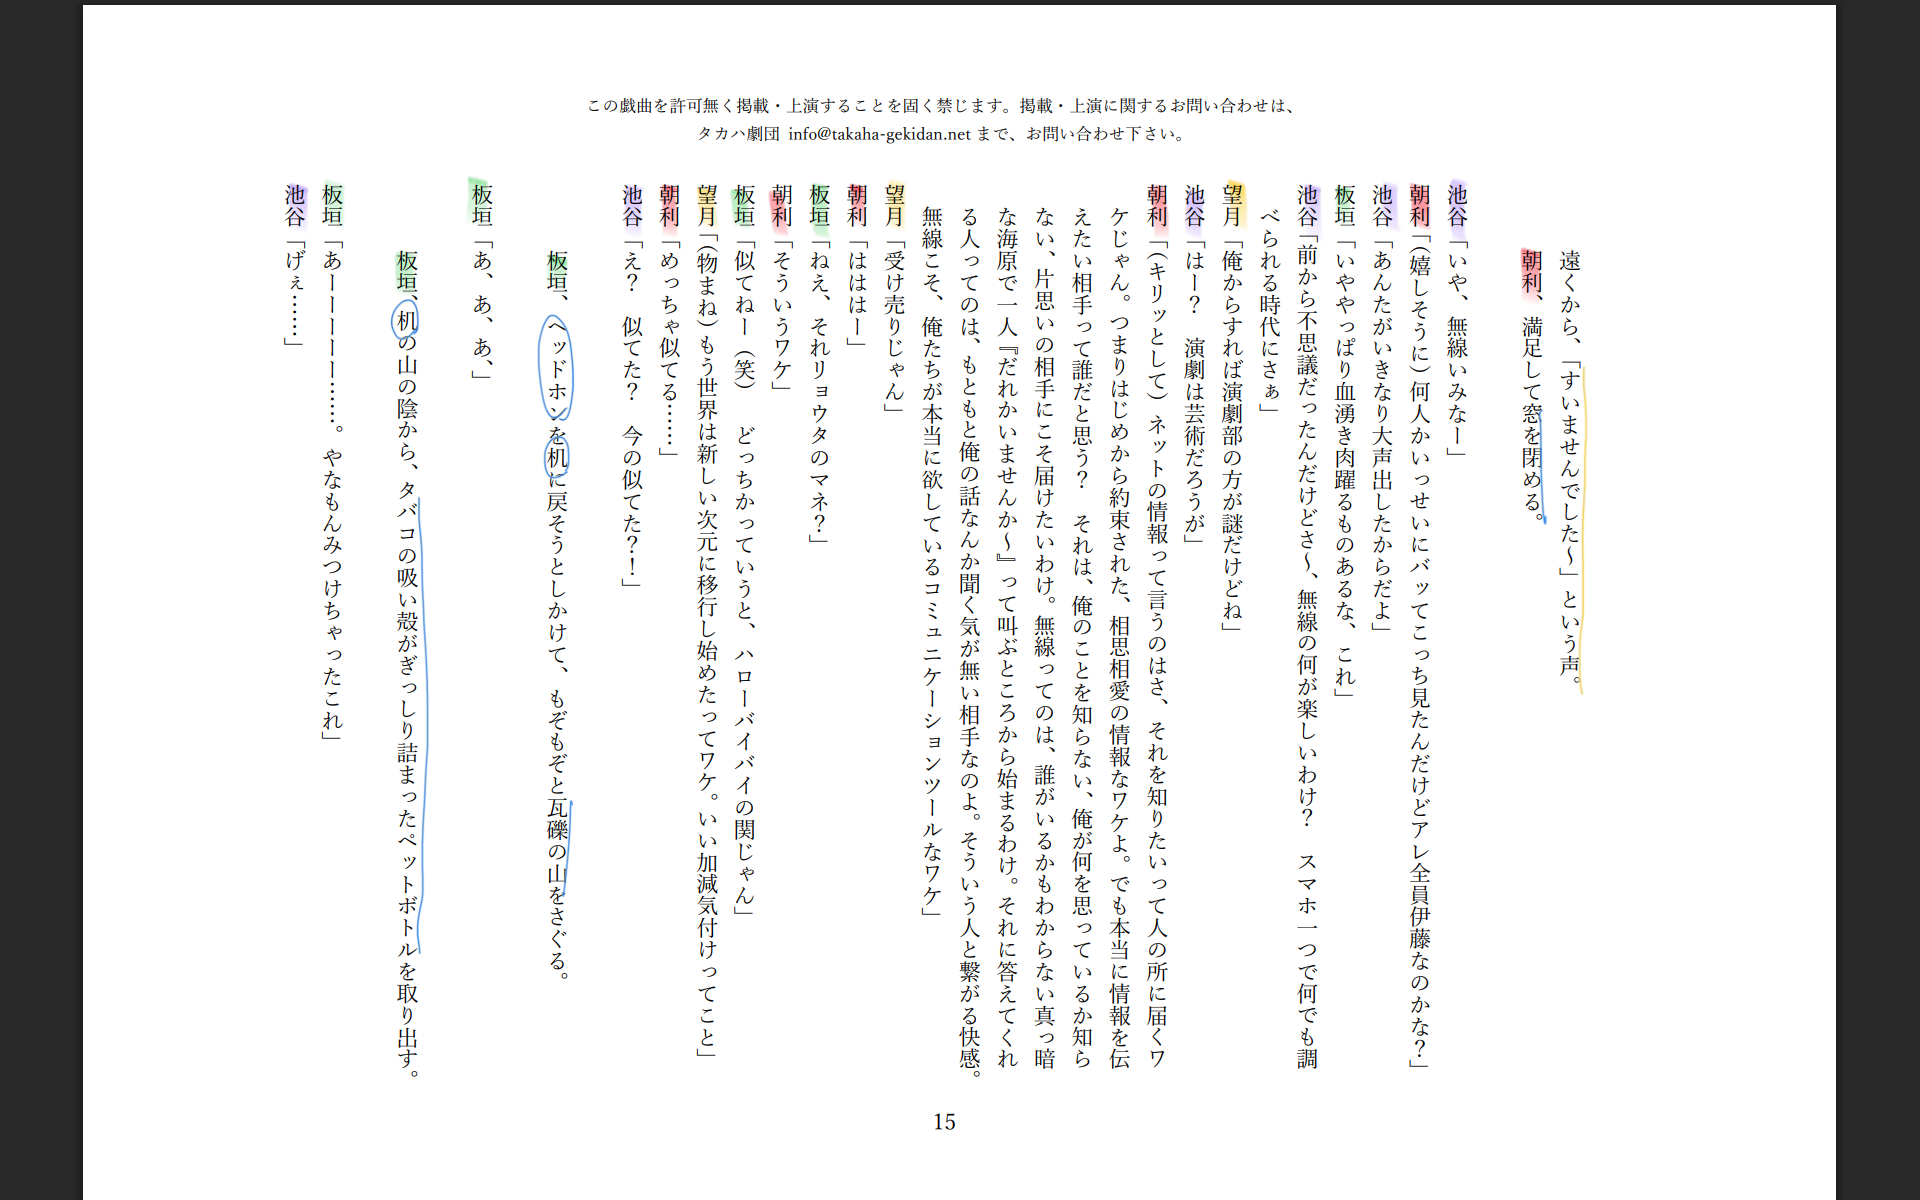 この戯曲を許可無く掲載・上演することを固く禁じます。掲載・上演に関するお問い合わせは、
タカハ劇団 info@takaha-gekidan.net まで、お問い合わせ下さい。
遠くから、「すいませんでした〜」という声。
朝利、満足して窓を閉める。
池谷「いや、無線いみなー」
朝利「（嬉しそうに）何人かいっせいにバッてこっち見たんだけどアレ全員伊藤なのかな？」
池谷「あんたがいきなり大声出したからだよ」
板垣「いややっぱり血湧き肉躍るものあるな、これ」
池谷「前から不思議だったんだけどさ〜、無線の何が楽しいわけ？　スマホ一つで何でも調
べられる時代にさぁ」
望月「俺からすれば演劇部の方が謎だけどね」
池谷「はー？　演劇は芸術だろうが」
朝利「（キリッとして）ネットの情報って言うのはさ、それを知りたいって人の所に届くワ
ケじゃん。つまりはじめから約束された、相思相愛の情報なワケよ。でも本当に情報を伝
えたい相手って誰だと思う？　それは、俺のことを知らない、俺が何を思っているか知ら
ない、片思いの相手にこそ届けたいわけ。無線ってのは、誰がいるかもわからない真っ暗
な海原で一人『だれかいませんか〜』って叫ぶところから始まるわけ。それに答えてくれ
る人ってのは、もともと俺の話なんか聞く気が無い相手なのよ。そういう人と繋がる快感。
無線こそ、俺たちが本当に欲しているコミュニケーションツールなワケ」
望月「受け売りじゃん」
朝利「はははー」
板垣「ねえ、それリョウタのマネ？」
朝利「そういうワケ」
板垣「似てねー（笑）　どっちかっていうと、ハローバイバイの関じゃん」
望月「（物まね）もう世界は新しい次元に移行し始めたってワケ。いい加減気付けってこと」
朝利「めっちゃ似てる……」
池谷「え？　似てた？　今の似てた？！」
板垣、ヘッドホンを机に戻そうとしかけて、もぞもぞと瓦礫の山をさぐる。
板垣「あ、あ、あ、」
板垣、机の山の陰から、タバコの吸い殻がぎっしり詰まったペットボトルを取り出す。
板垣「あーーーーー……。やなもんみつけちゃったこれ」
池谷「げぇ……」
15